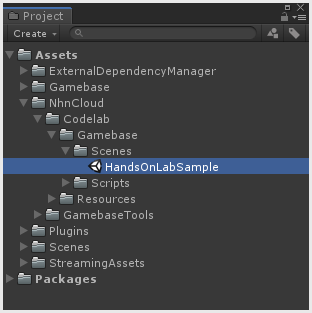 Project
Create
Assets
ExternalDependencyManager
Gamebase
NhnCloud
Codelab
Gamebase
Scenes
HandsOnLabSample
Scripts
Resources
GamebaseTools
Plugins
Scenes
StreamingAssets
Packages